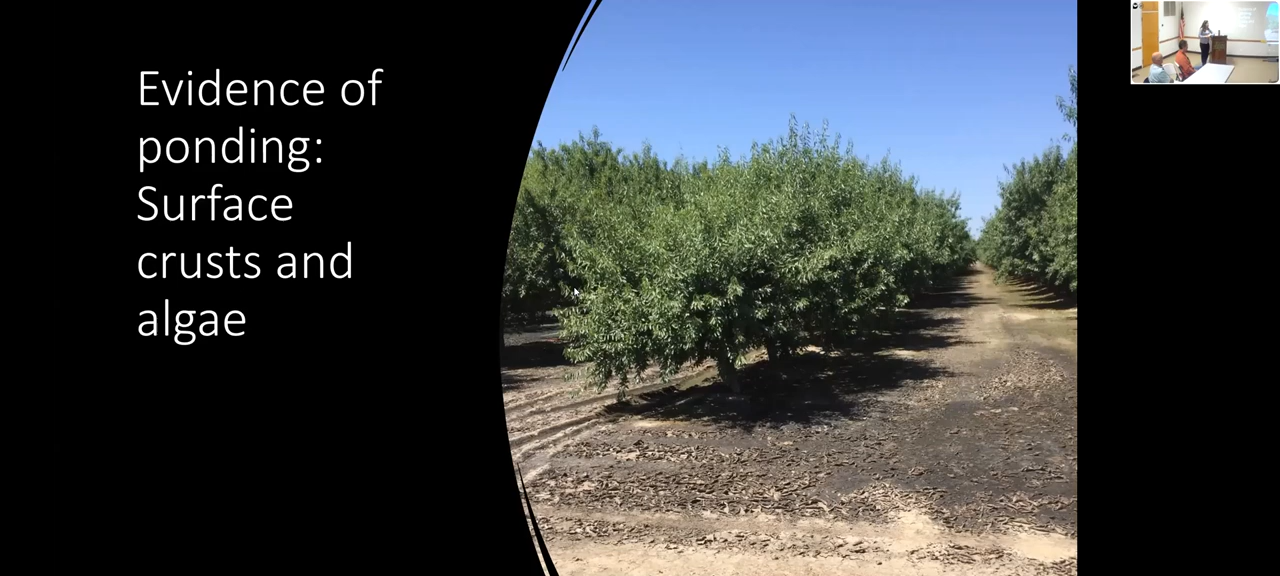 Evidence of
ponding:
Surface
crusts and
algae